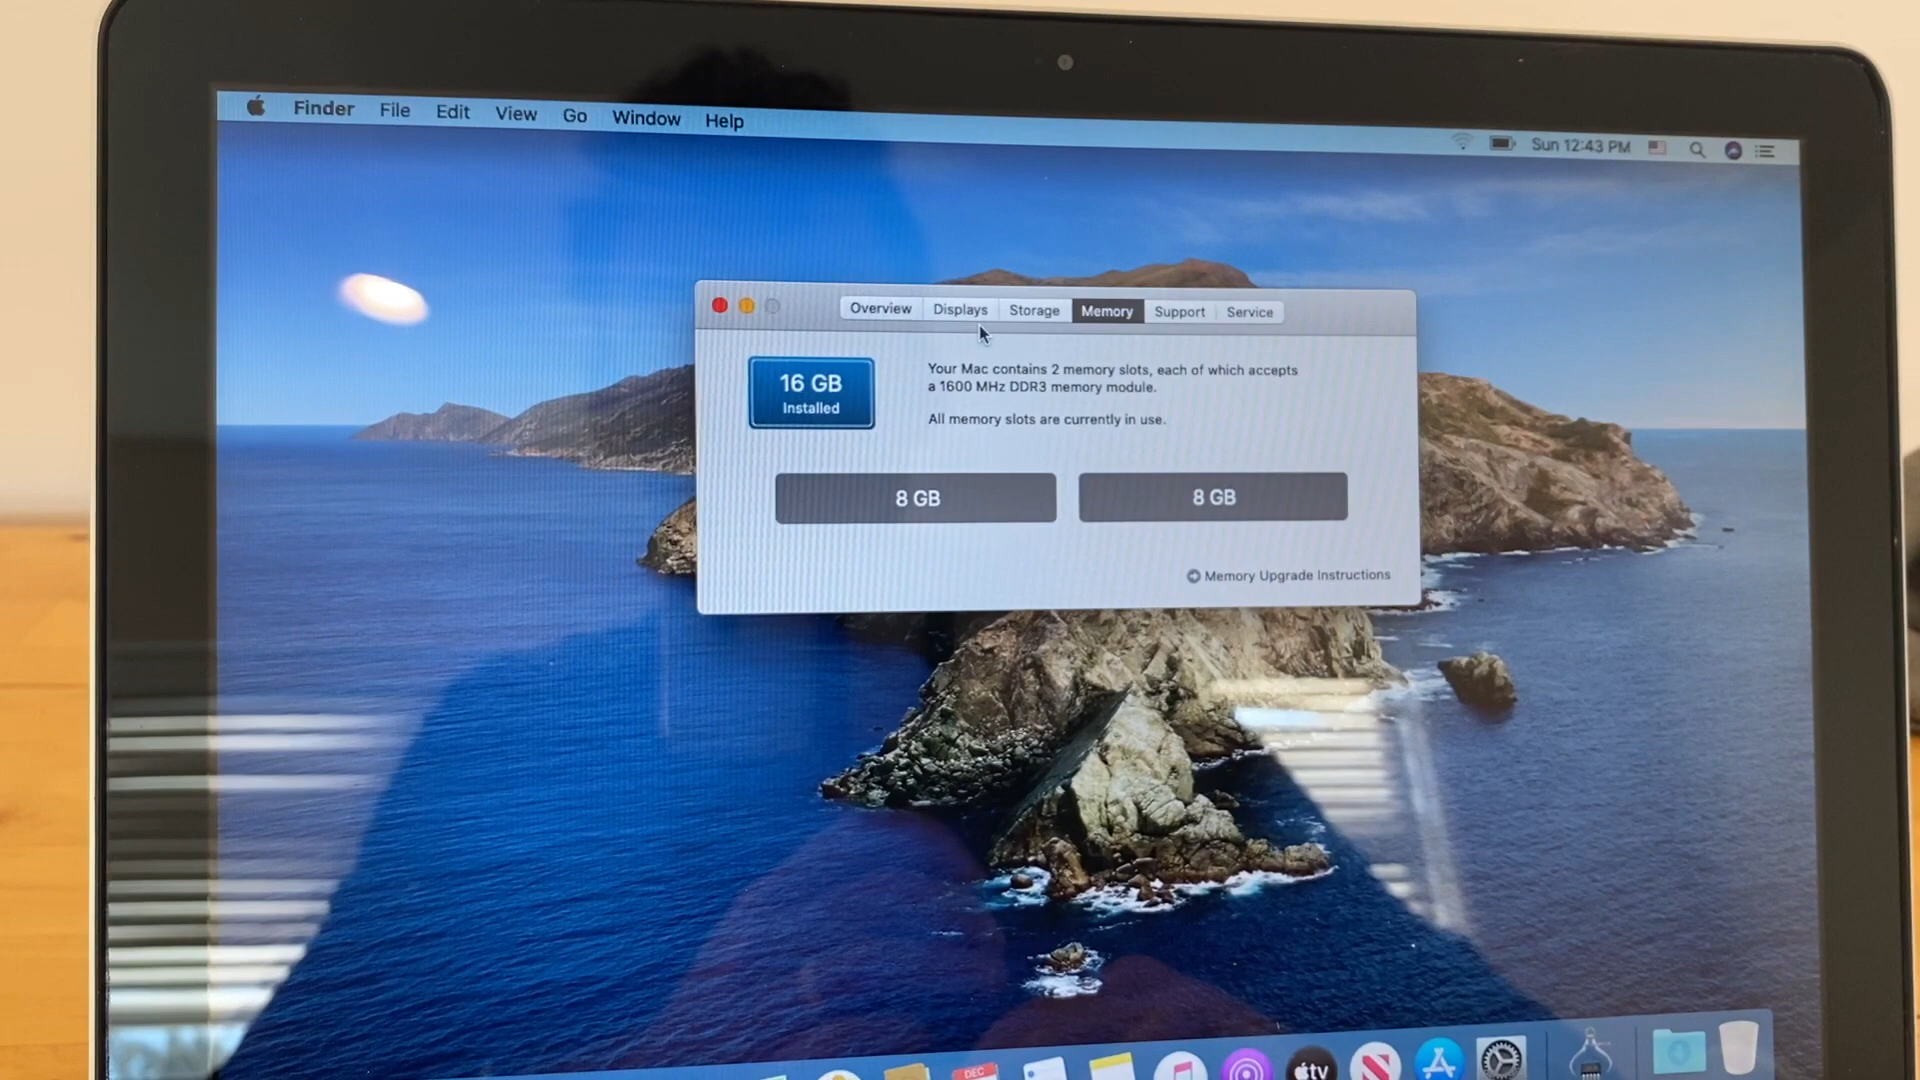 Finder File Edit View Go Window Help
Sun 12:43 PM
Overview Displays Storage Memory Support Service
16 GB
Installed
Your Mac contains 2 memory slots, each of which accepts
a 1600 MHz DDR3 memory module.
All memory slots are currently in use.
8 GB 8 GB
Memory Upgrade Instructions
DEC
tv